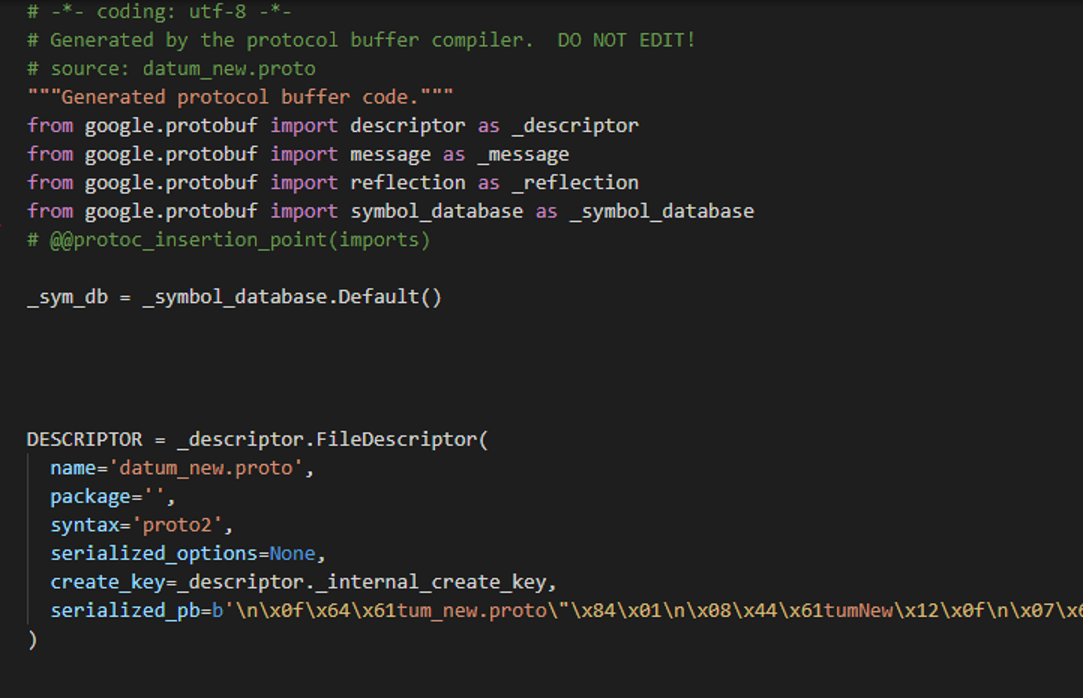 # -*- coding: utf-8 -*-
# Generated by the protocol buffer compiler.  DO NOT EDIT!
# source: datum_new.proto
"""Generated protocol buffer code."""
from google.protobuf import descriptor as _descriptor
from google.protobuf import message as _message
from google.protobuf import reflection as _reflection
from google.protobuf import symbol_database as _symbol_database
# @@protoc_insertion_point(imports)
_sym_db = _symbol_database.Default()
DESCRIPTOR = _descriptor.FileDescriptor(
  name='datum_new.proto',
  package='',
  syntax='proto2',
  serialized_options=None,
  create_key=_descriptor._internal_create_key,
  serialized_pb=b'\n\x0f\x64\x61tum_new.proto\"\x84\x01\n\x08\x44\x61tumNew\x12\x0f\n\x07\x
)